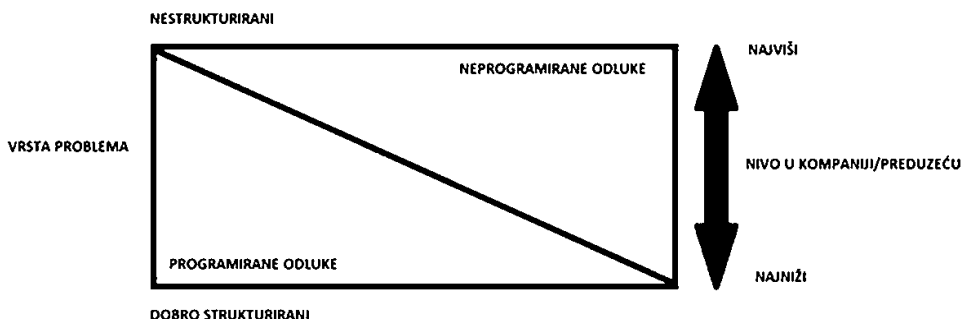 NESTRUKTURIRANI
NAJVIŠI
NEPROGRAMIRANE ODLUKE
VRSTA PROBLEMA
NIVO U KOMPANIJI/PREDUZEĆU
PROGRAMIRANE ODLUKE
NAJNIŽI
DOBRO STRUKTURIRANI